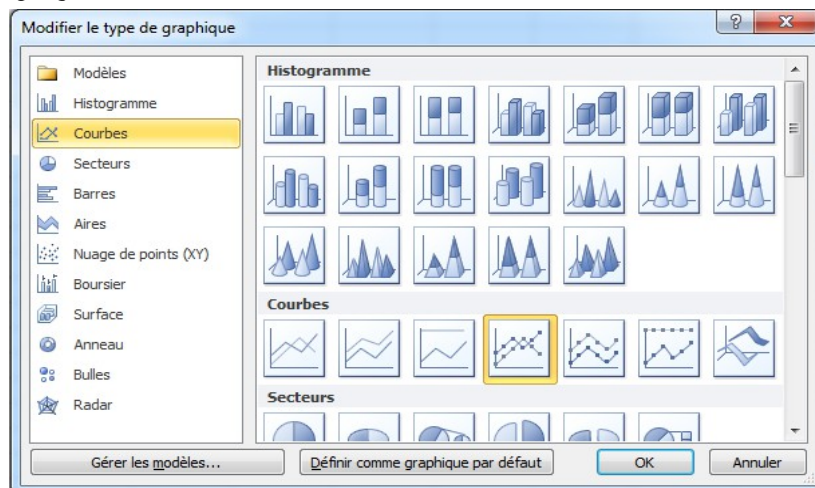 Modifier le type de graphique
Modèles
Histogramme
Courbes
Secteurs
Barres
Aires
Nuage de points (XY)
Boursier
Surface
Anneau
Bulles
Radar
Histogramme
Courbes
Secteurs
Gérer les modèles...
Définir comme graphique par défaut
OK
Annuler